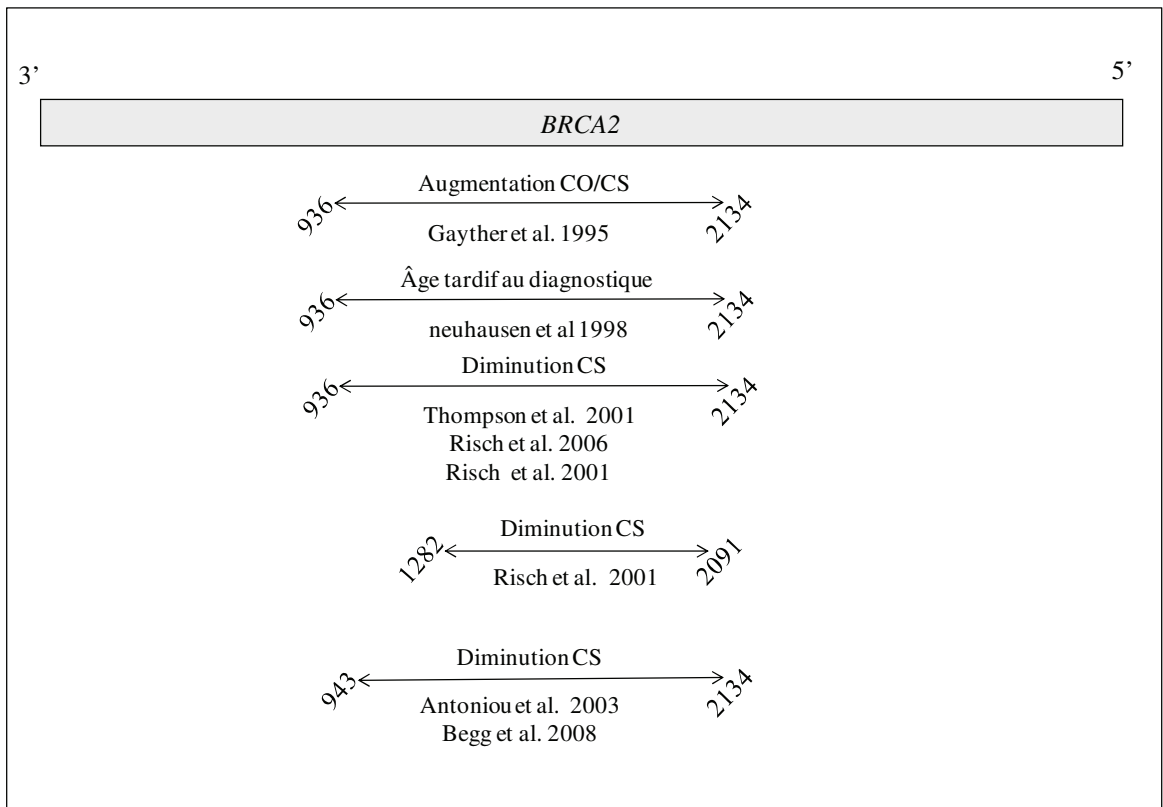 3’ 5’
BRCA2
Augmentation CO/CS
936 2134
Gayther et al. 1995
Âge tardif au diagnostique
936 2134
neuhausen et al 1998
Diminution CS
936 2134
Thompson et al. 2001
Risch et al. 2006
Risch et al. 2001
Diminution CS
1282 2091
Risch et al. 2001
Diminution CS
943 2134
Antoniou et al. 2003
Begg et al. 2008